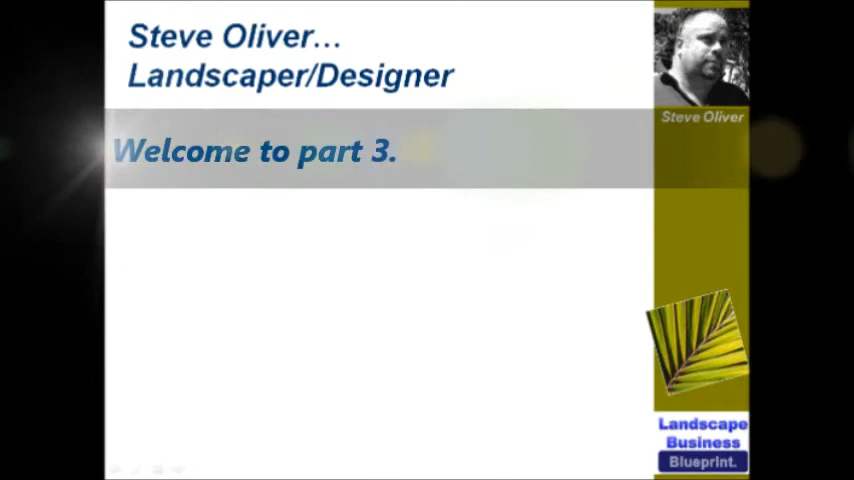 Steve Oliver...
Landscaper/Designer
Welcome to part 3.
Steve Oliver
Landscape
Business
Blueprint.